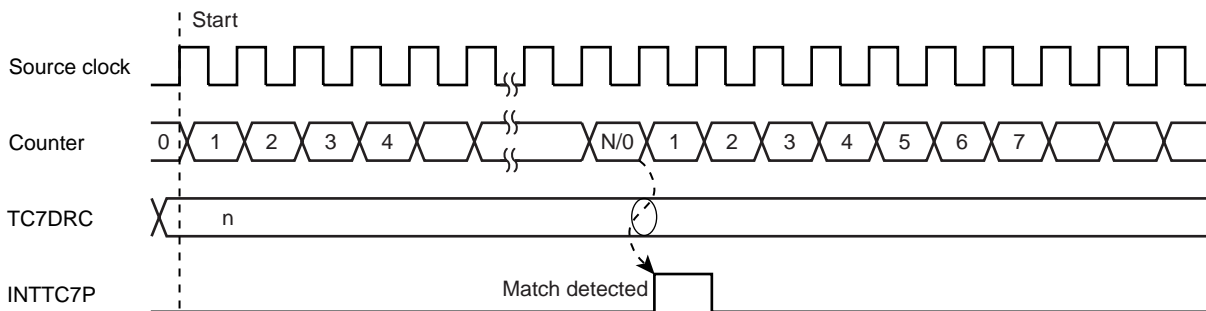 Start
Source clock
Counter 0 1 2 3 4 N/0 1 2 3 4 5 6 7
TC7DRC n
INTTC7P Match detected